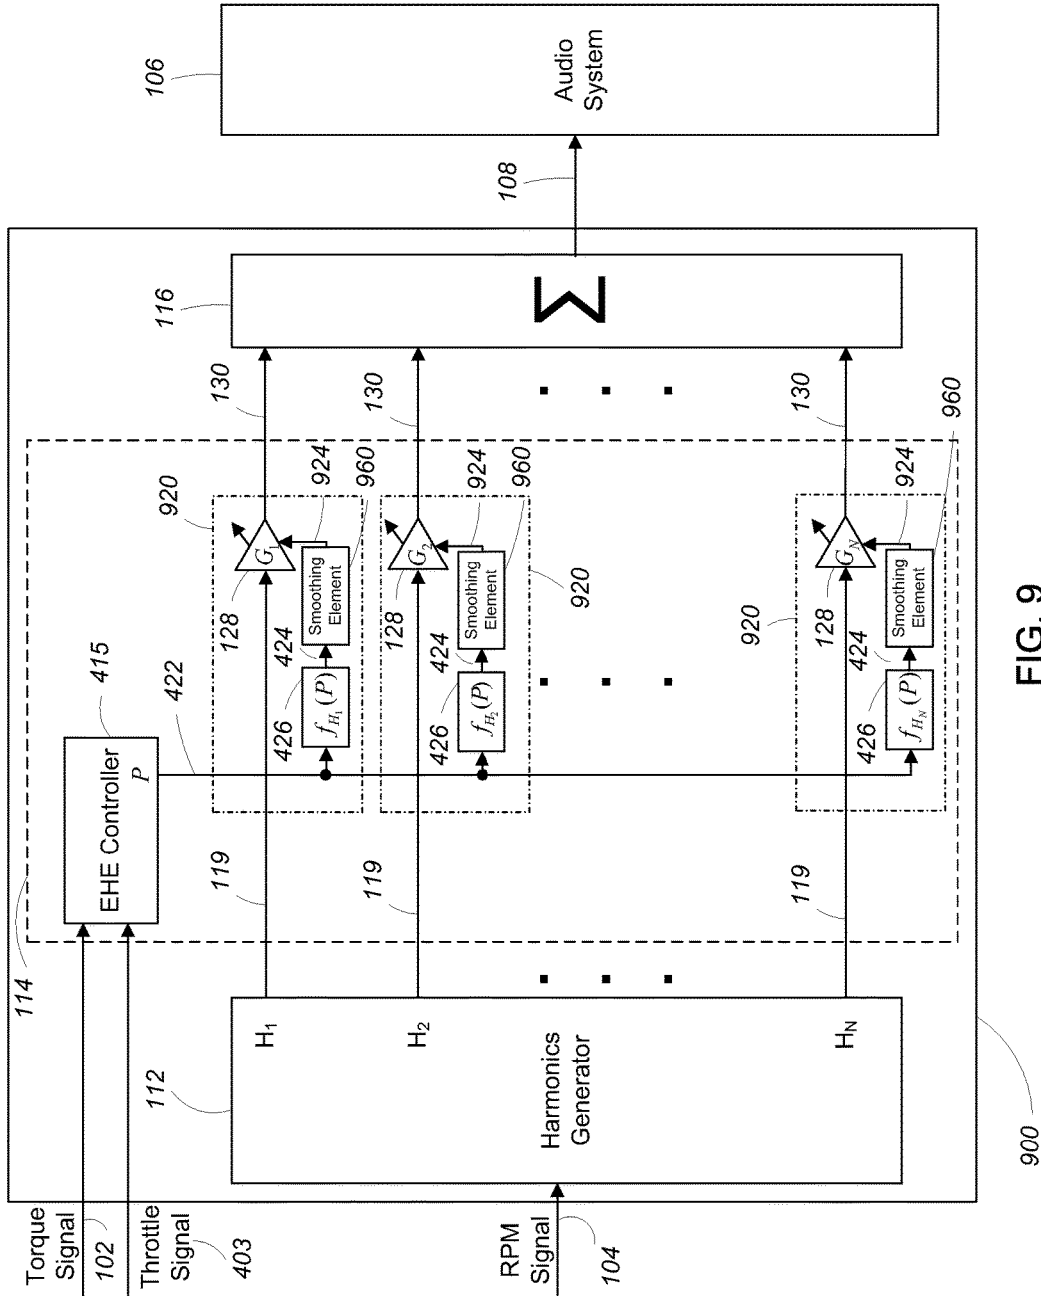 106
Audio
System
108
116
Σ
130
130
130
920
924
960
G1
128
Smoothing
Element
424
426
fH1(P)
924
960
920
G2
128
Smoothing
Element
424
426
fH2(P)
920
924
960
GN
128
Smoothing
Element
424
426
fHN(P)
415
422
EHE Controller
P
114
119
119
119
H1
H2
HN
112
Harmonics
Generator
900
Torque
Signal
102
Throttle
Signal
403
RPM
Signal
104
FIG. 9